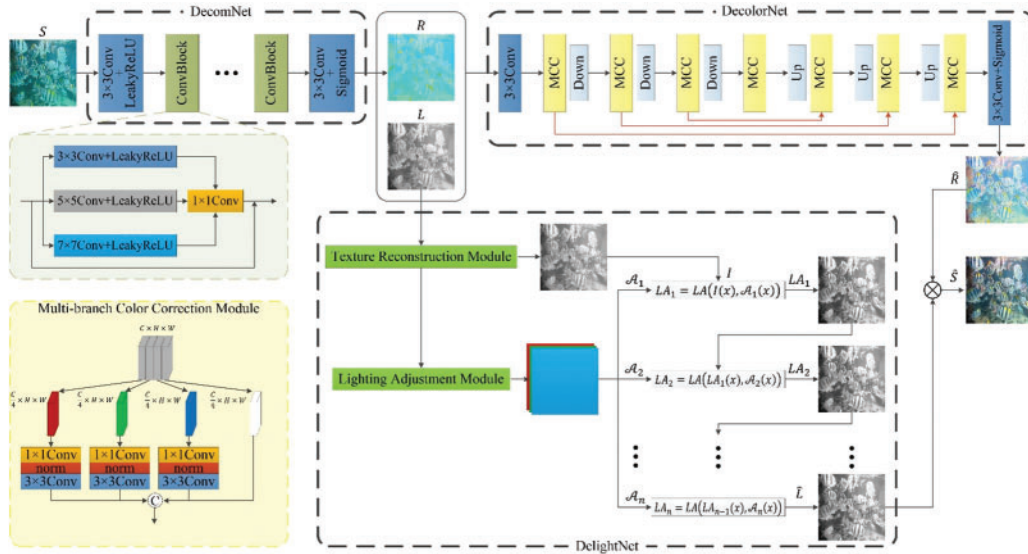 DecomNet
DecolorNet
S
3×3Conv
+
LeakyReLU
ConvBlock
•••
ConvBlock
3×3Conv
+
Sigmoid
R
L
3×3Conv
MCC
Down
MCC
Down
MCC
Down
MCC
Up
MCC
Up
MCC
Up
MCC
3×3Conv+Sigmoid
3×3Conv+LeakyReLU
5×5Conv+LeakyReLU
1×1Conv
7×7Conv+LeakyReLU
R̂
Ŝ
Texture Reconstruction Module
I
𝒜₁
LA₁ = LA(I(x), 𝒜₁(x))
LA₁
Lighting Adjustment Module
𝒜₂
LA₂ = LA(LA₁(x), 𝒜₂(x))
LA₂
𝒜ₙ
LAₙ = LA(LAₙ₋₁(x), 𝒜ₙ(x))
L̂
DelightNet
Multi-branch Color Correction Module
C × H × W
C/4 × H × W
C/4 × H × W
C/4 × H × W
C/4 × H × W
1×1Conv
norm
3×3Conv
1×1Conv
norm
3×3Conv
1×1Conv
norm
3×3Conv
C